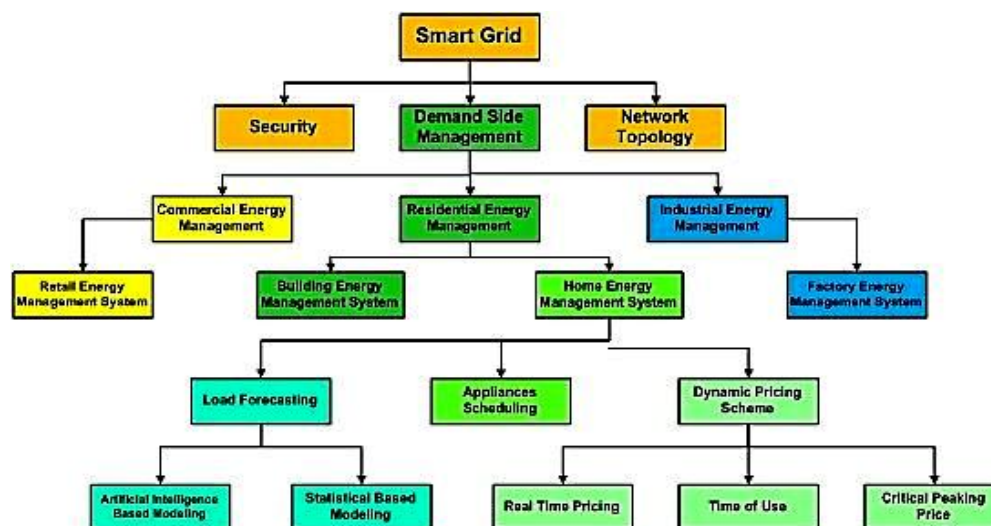 Smart Grid
Security
Demand Side
Management
Network
Topology
Commercial Energy
Management
Residential Energy
Management
Industrial Energy
Management
Retail Energy
Management System
Building Energy
Management System
Home Energy
Management System
Factory Energy
Management System
Load Forecasting
Appliances
Scheduling
Dynamic Pricing
Scheme
Artificial Intelligence
Based Modeling
Statistical Based
Modeling
Real Time Pricing
Time of Use
Critical Peaking
Price